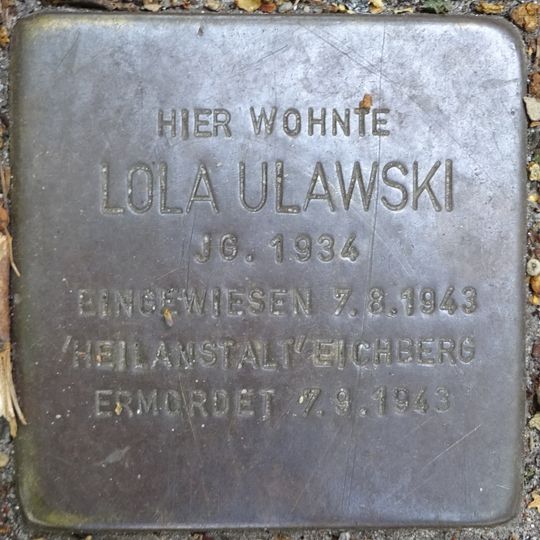 HIER WOHNTE
LOLA ULAWSKI
JG. 1934
EINGEWIESEN 7.8.1943
'HEILANSTALT' EICHBERG
ERMORDET 7.9.1943